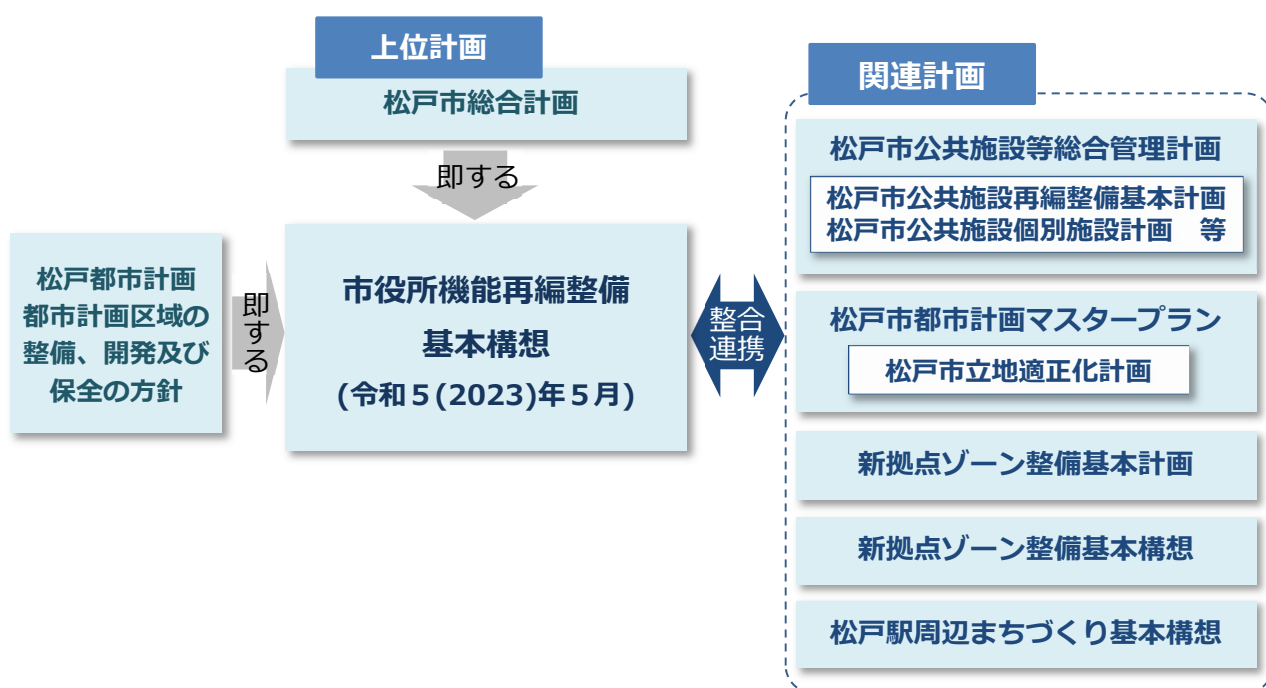 上位計画
松戸市総合計画
即する
松戸都市計画
都市計画区域の
整備、開発及び
保全の方針
即する
市役所機能再編整備
基本構想
(令和５(2023)年５月)
整合
連携
関連計画
松戸市公共施設等総合管理計画
松戸市公共施設再編整備基本計画
松戸市公共施設個別施設計画　等
松戸市都市計画マスタープラン
松戸市立地適正化計画
新拠点ゾーン整備基本計画
新拠点ゾーン整備基本構想
松戸駅周辺まちづくり基本構想